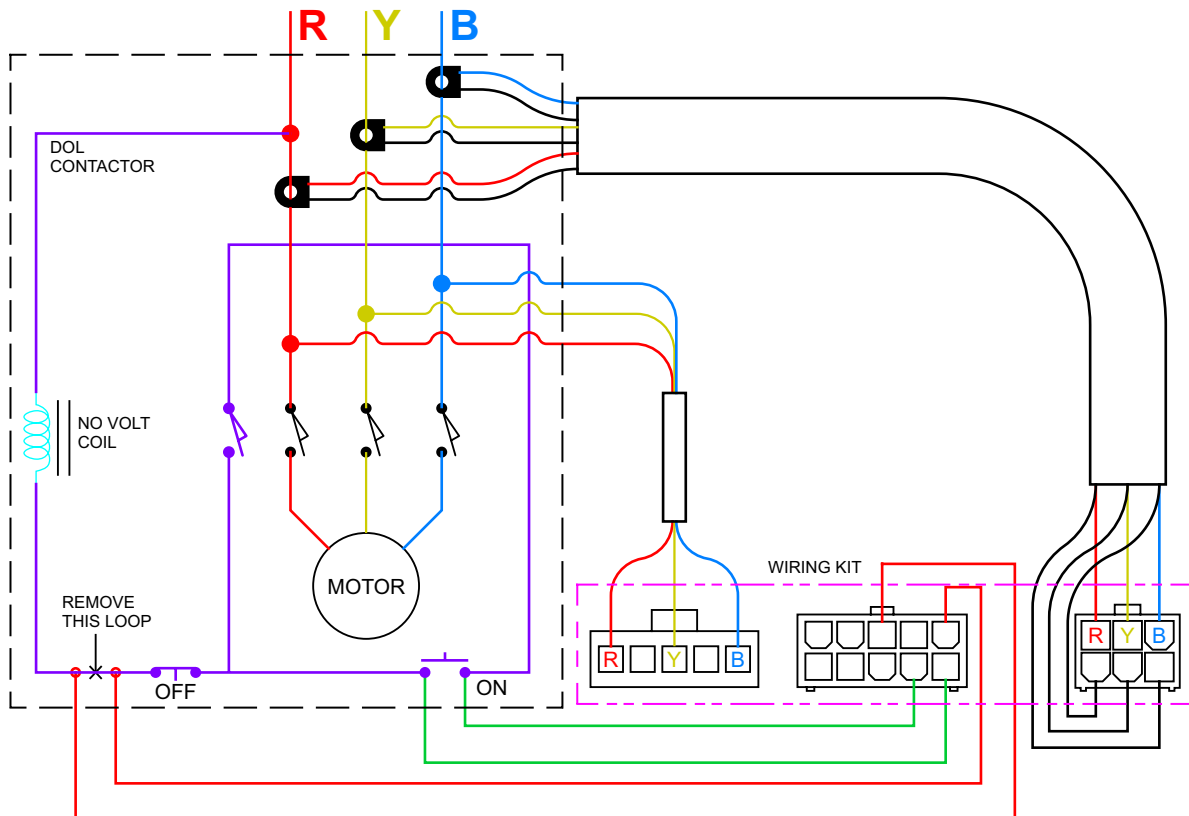 R Y B
DOL
CONTACTOR
NO VOLT
COIL
MOTOR
WIRING KIT
REMOVE
THIS LOOP
R Y B
R Y B
OFF
ON